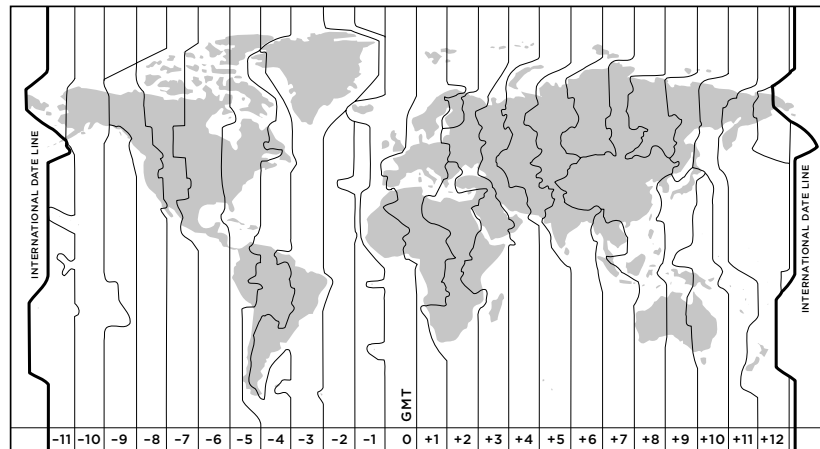 INTERNATIONAL DATE LINE
INTERNATIONAL DATE LINE
GMT
-11 -10 -9 -8 -7 -6 -5 -4 -3 -2 -1 0 +1 +2 +3 +4 +5 +6 +7 +8 +9 +10 +11 +12